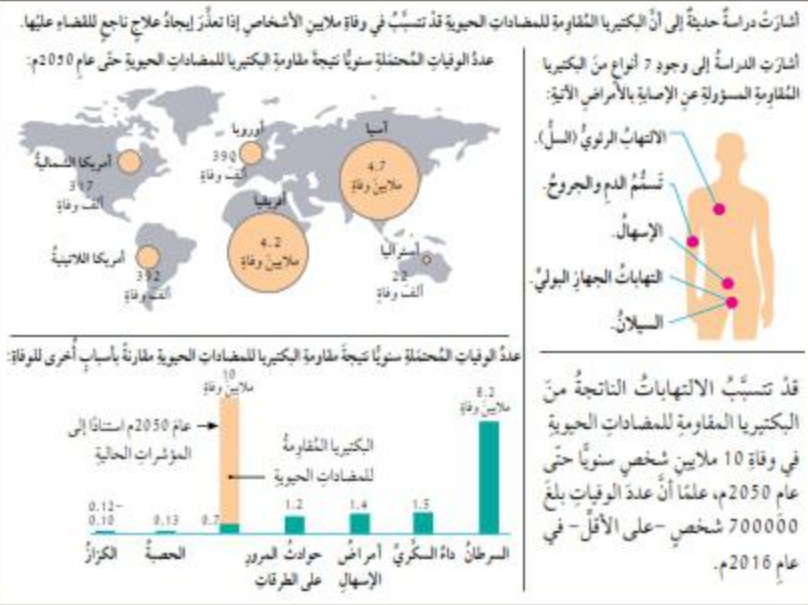 أشارَتْ دراسةٌ حديثةٌ إلى أنَّ البكتيريا المُقاوِمةِ للمضاداتِ الحيويةِ قدْ تتسبَّبُ في وفاةِ ملايينِ الأشخاصِ إذا تعذَّرَ إيجادُ علاجٍ ناجعٍ للقضاءِ عليْها.
أشارَتِ الدراسةُ إلى وجودِ 7 أنواعٍ منَ البكتيريا
المُقاوِمةِ المسؤولةِ عنِ الإصابةِ بالأمراضِ الآتيةِ:
الالتهابُ الرئويُّ (السلُّ).
تَسمُّمُ الدمِ والجروحُ.
الإسهالُ.
التهاباتُ الجهازِ البوليِّ.
السيلانُ.
عددُ الوفياتِ المُحتمَلةِ سنويًّا نتيجةَ مقاومةِ البكتيريا للمضاداتِ الحيويةِ حتّى عامِ 2050م:
آسيا
4.7
ملايينِ وفاةٍ
أوروبا
390
ألفَ وفاةٍ
أمريكا الشماليةُ
317
ألفَ وفاةٍ
أفريقيا
4.2
ملايينِ وفاةٍ
أستراليا
22
ألفَ وفاةٍ
أمريكا اللاتينيةُ
392
ألفَ وفاةٍ
قدْ تتسبَّبُ الالتهاباتُ الناتجةُ منَ
البكتيريا المقاوِمةِ للمضاداتِ الحيويةِ
في وفاةِ 10 ملايينِ شخصٍ سنويًّا حتّى
عامِ 2050م، علمًا أنَّ عددَ الوفياتِ بلغَ
700000 شخصٍ -على الأقلِّ- في
عامِ 2016م.
عددُ الوفياتِ المُحتمَلةِ سنويًّا نتيجةَ مقاومةِ البكتيريا للمضاداتِ الحيويةِ مقارنةً بأسبابٍ أُخرى للوفاةِ:
8.2
ملايينِ وفاةٍ
10
ملايينِ وفاةٍ
عامَ 2050م استنادًا إلى
المؤشراتِ الحاليةِ
البكتيريا المُقاوِمةُ
للمضاداتِ الحيويةِ
1.5
1.4
1.2
0.7
0.13
0.12-
0.10
السرطانُ
داءُ السكَّريِّ
أمراضُ
الإسهالِ
حوادثُ المرورِ
على الطرقاتِ
الحصبةُ
الكزازُ